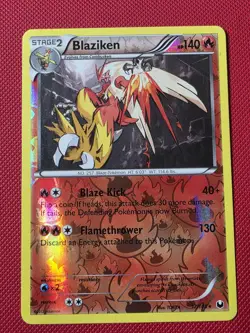 STAGE2 Blaziken HP140
Evolves from Combusken
NO. 257 Blaze Pokémon HT: 6'03" WT: 114.6 lbs.
Blaze Kick 40+
Flip a coin. If heads, this attack does 30 more damage.
If tails, the Defending Pokémon is now Burned.
Flamethrower 130
Discard an Energy attached to this Pokémon.
weakness
×2